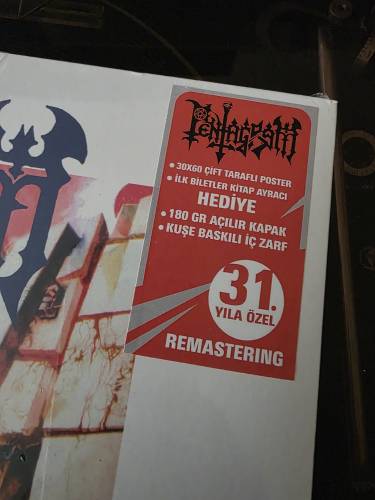 PENTAGRAM
• 30X60 ÇİFT TARAFLI POSTER
• İLK BİLETLER KİTAP AYRACI
HEDİYE
• 180 GR AÇILIR KAPAK
• KUŞE BASKILI İÇ ZARF
31.
YILA ÖZEL
REMASTERING